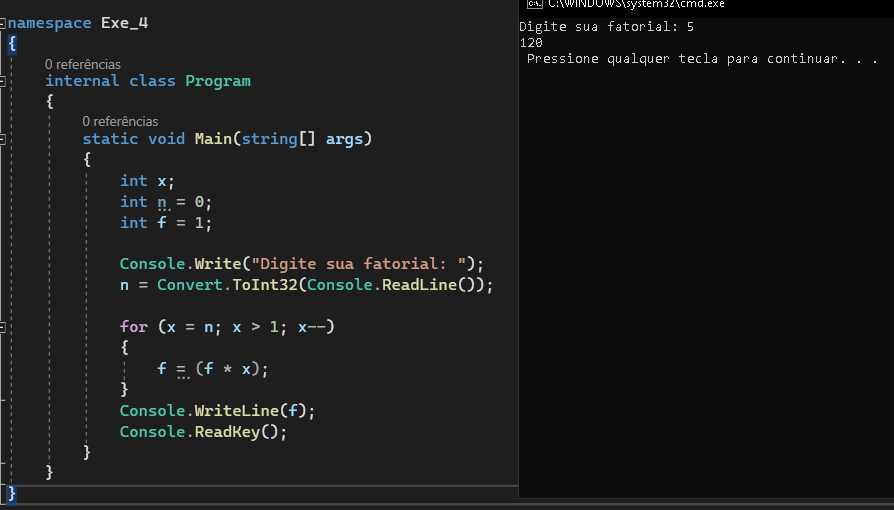 namespace Exe_4
{
0 referências
internal class Program
{
0 referências
static void Main(string[] args)
{
int x;
int n = 0;
int f = 1;
Console.Write("Digite sua fatorial: ");
n = Convert.ToInt32(Console.ReadLine());
for (x = n; x > 1; x--)
{
f = (f * x);
}
Console.WriteLine(f);
Console.ReadKey();
}
}
}
C:\WINDOWS\system32\cmd.exe
Digite sua fatorial: 5
120
Pressione qualquer tecla para continuar. . .